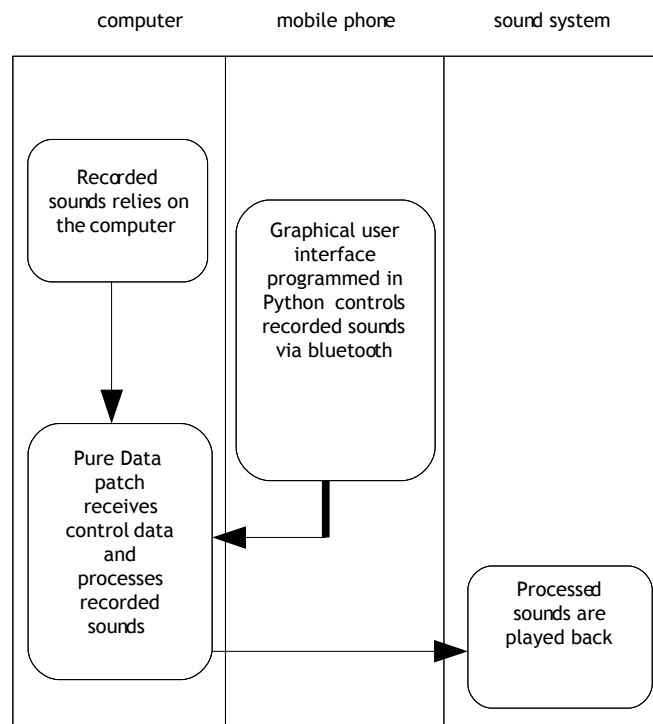 computer
mobile phone
sound system
Recorded
sounds relies on
the computer
Graphical user
interface
programmed in
Python controls
recorded sounds
via bluetooth
Pure Data
patch
receives
control data
and
processes
recorded
sounds
Processed
sounds are
played back